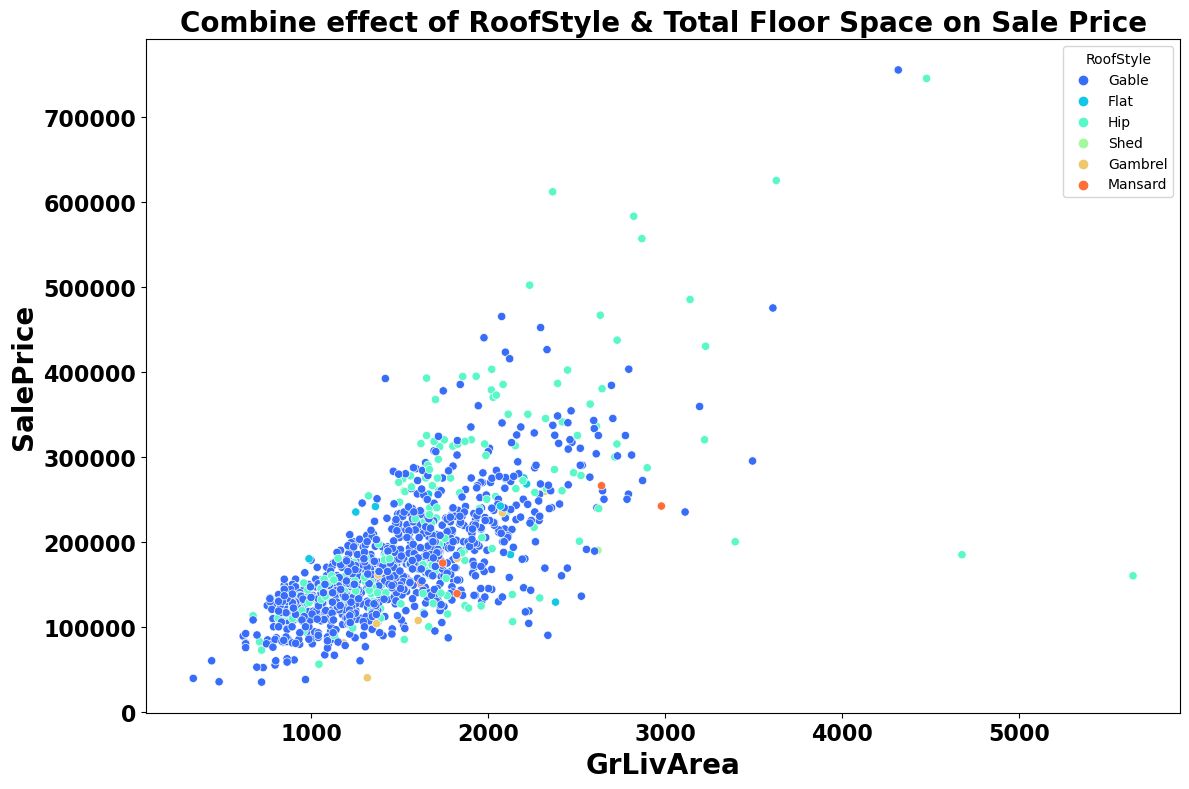 Combine effect of RoofStyle & Total Floor Space on Sale Price
RoofStyle
Gable
Flat
Hip
Shed
Gambrel
Mansard
SalePrice
700000
600000
500000
400000
300000
200000
100000
0
1000 2000 3000 4000 5000
GrLivArea